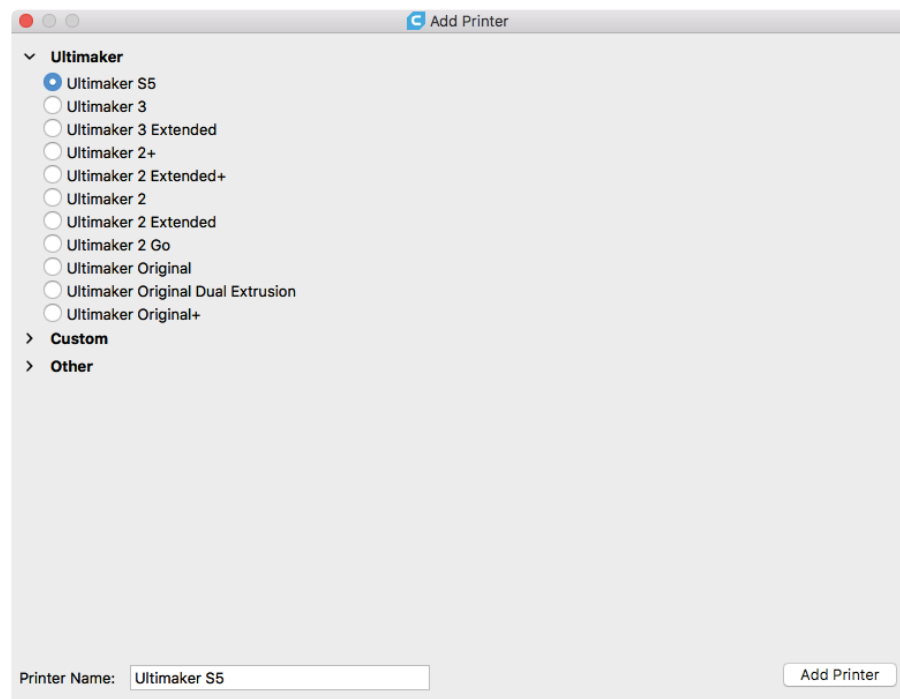 Add Printer
Ultimaker
Ultimaker S5
Ultimaker 3
Ultimaker 3 Extended
Ultimaker 2+
Ultimaker 2 Extended+
Ultimaker 2
Ultimaker 2 Extended
Ultimaker 2 Go
Ultimaker Original
Ultimaker Original Dual Extrusion
Ultimaker Original+
Custom
Other
Printer Name: Ultimaker S5 Add Printer